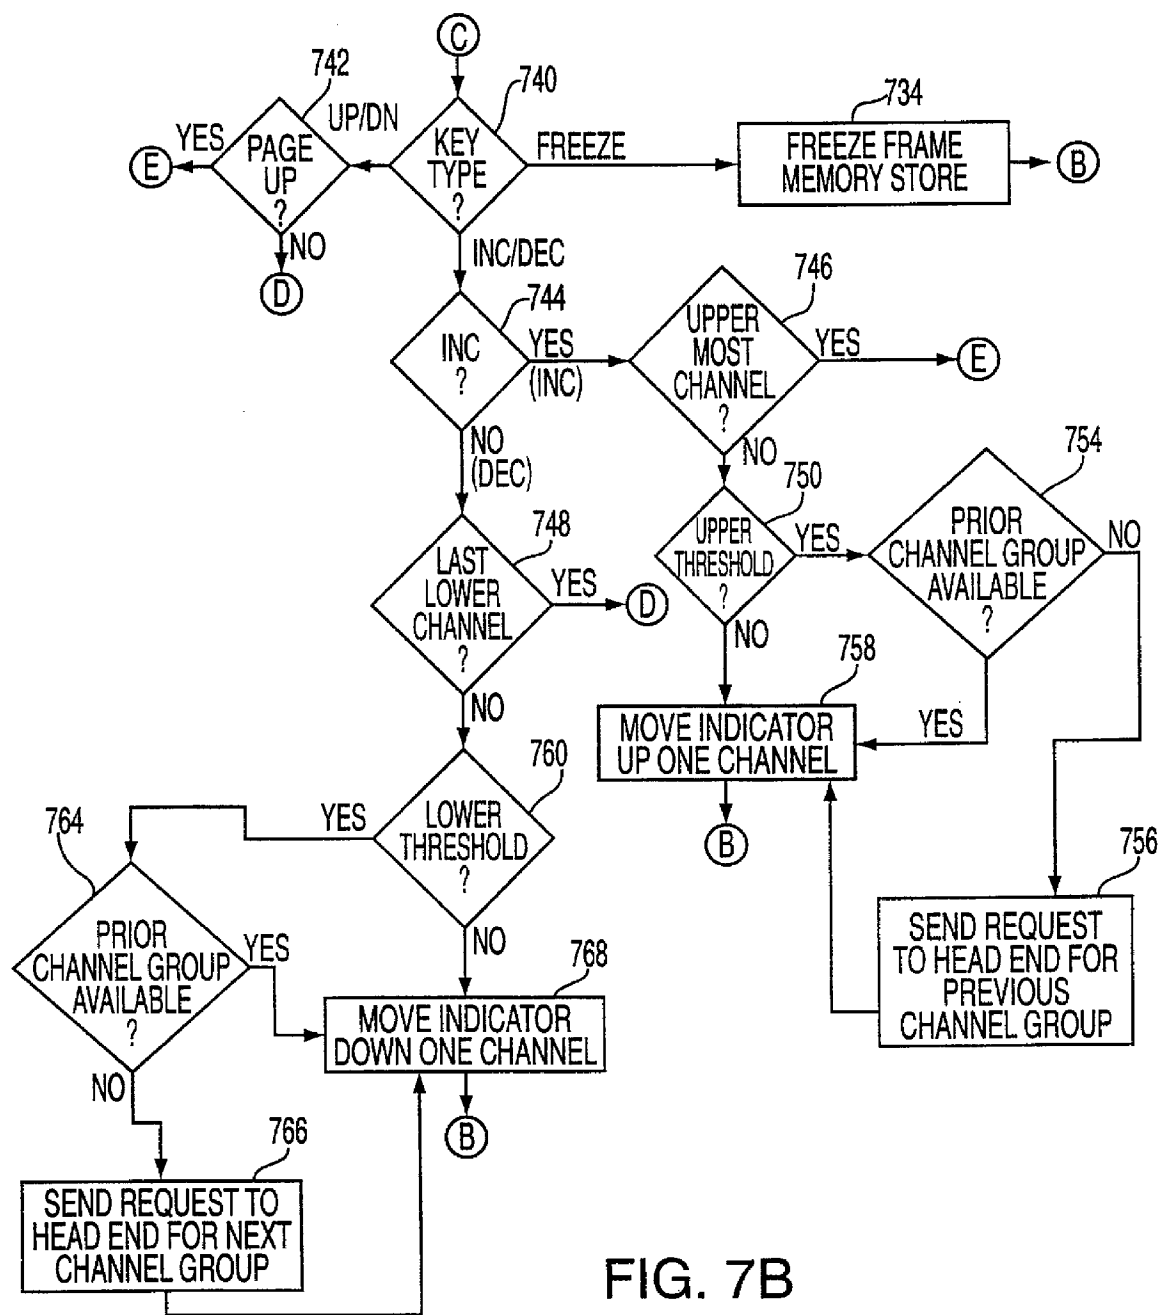 C
742
740
734
YES
UP/DN
PAGE
UP
?
KEY
TYPE
?
FREEZE
FREEZE FRAME
MEMORY STORE
B
E
NO
D
INC/DEC
744
746
INC
?
YES
(INC)
UPPER
MOST
CHANNEL
?
YES
E
NO
(DEC)
NO
748
750
754
LAST
LOWER
CHANNEL
?
YES
D
UPPER
THRESHOLD
?
YES
PRIOR
CHANNEL GROUP
AVAILABLE
?
NO
NO
NO
758
MOVE INDICATOR
UP ONE CHANNEL
YES
B
760
LOWER
THRESHOLD
?
YES
764
756
SEND REQUEST
TO HEAD END FOR
PREVIOUS
CHANNEL GROUP
PRIOR
CHANNEL GROUP
AVAILABLE
?
YES
NO
768
MOVE INDICATOR
DOWN ONE CHANNEL
NO
B
766
SEND REQUEST TO
HEAD END FOR NEXT
CHANNEL GROUP
FIG. 7B